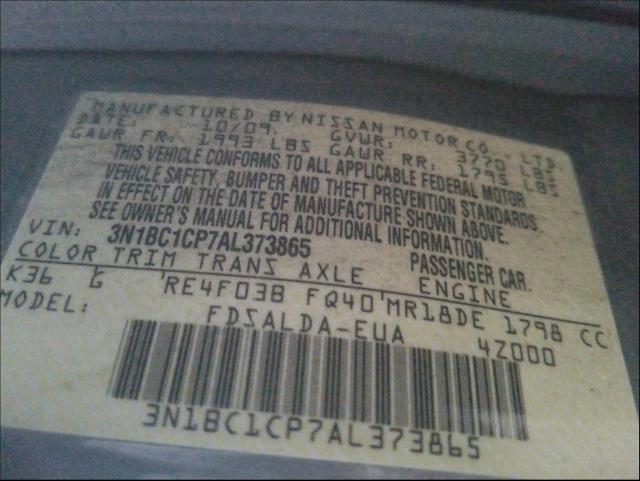 MANUFACTURED BY NISSAN MOTOR CO., LTD.
DATE: 10/09 GVWR: 3770 LBS
GAWR FR: 1993 LBS GAWR RR: 1795 LBS
THIS VEHICLE CONFORMS TO ALL APPLICABLE FEDERAL MOTOR
VEHICLE SAFETY, BUMPER AND THEFT PREVENTION STANDARDS
IN EFFECT ON THE DATE OF MANUFACTURE SHOWN ABOVE.
SEE OWNER'S MANUAL FOR ADDITIONAL INFORMATION.
VIN: 3N1BC1CP7AL373865 PASSENGER CAR.
COLOR TRIM TRANS AXLE ENGINE
K36 G RE4F03B FQ40 MR18DE 1798 CC
MODEL: FDSALDA-EUA 4Z000
3N1BC1CP7AL373865